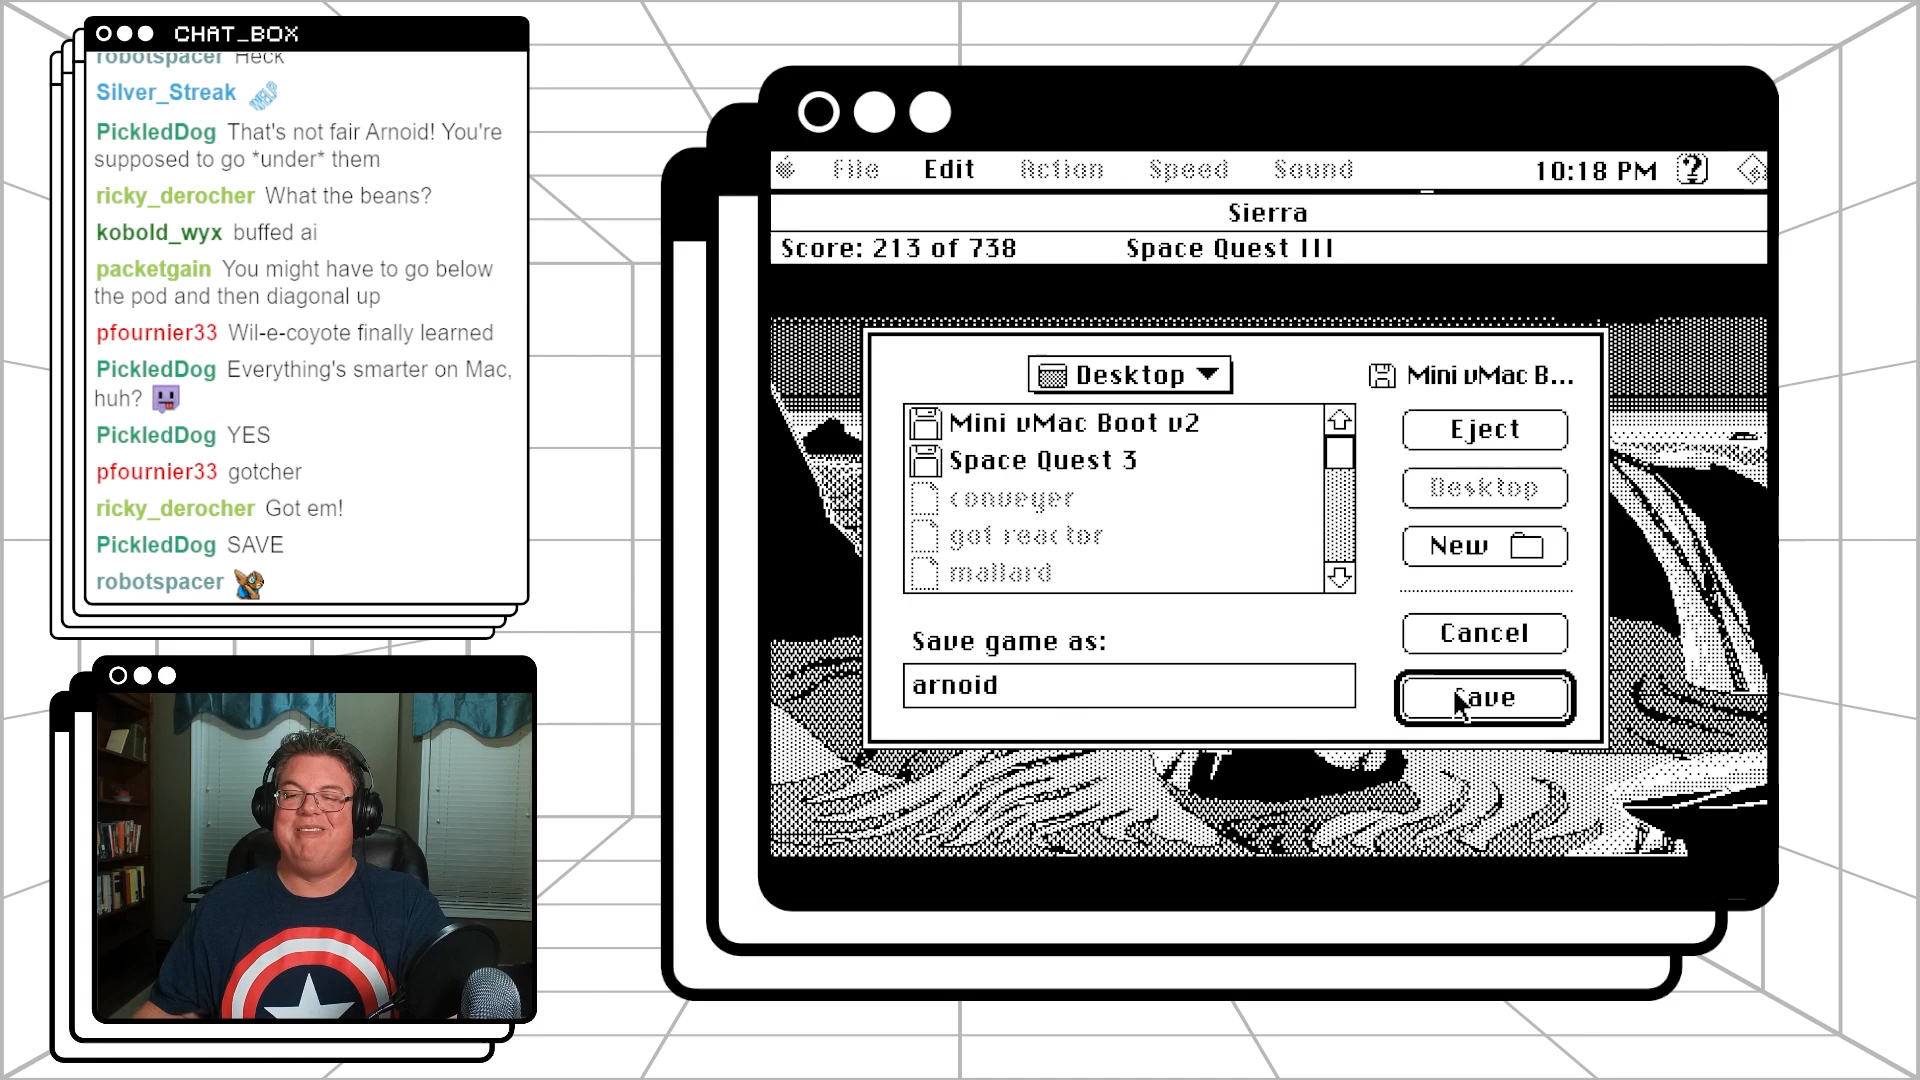 CHAT_BOX
robotspacer Heck
Silver_Streak
PickledDog That's not fair Arnoid! You're
supposed to go *under* them
ricky_derocher What the beans?
kobold_wyx buffed ai
packetgain You might have to go below
the pod and then diagonal up
pfournier33 Wil-e-coyote finally learned
PickledDog Everything's smarter on Mac,
huh?
PickledDog YES
pfournier33 gotcher
ricky_derocher Got em!
PickledDog SAVE
robotspacer
File Edit Action Speed Sound 10:18 PM
Sierra
Score: 213 of 738 Space Quest III
Desktop
Mini vMac B...
Mini vMac Boot v2
Space Quest 3
conveyer
got reactor
mallard
Eject
Desktop
New
Cancel
Save
Save game as:
arnoid